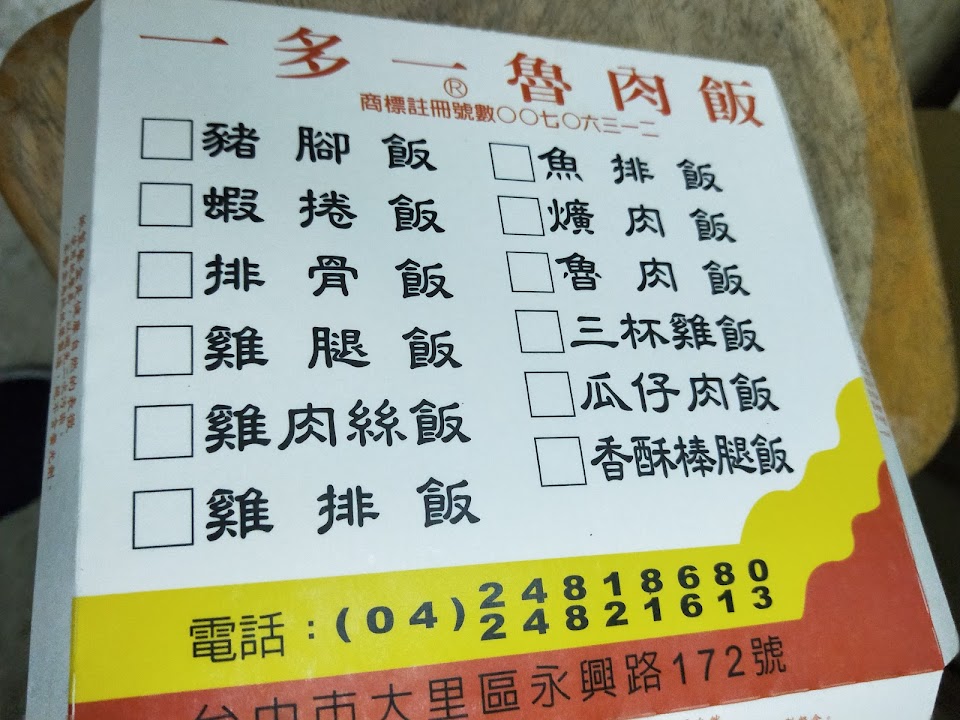 一多一魯肉飯
®
商標註冊號數〇〇七〇六三一二
豬腳飯
蝦捲飯
排骨飯
雞腿飯
雞肉絲飯
雞排飯
魚排飯
爌肉飯
魯肉飯
三杯雞飯
瓜仔肉飯
香酥棒腿飯
電話：(04)24818680
24821613
台中市大里區永興路172號